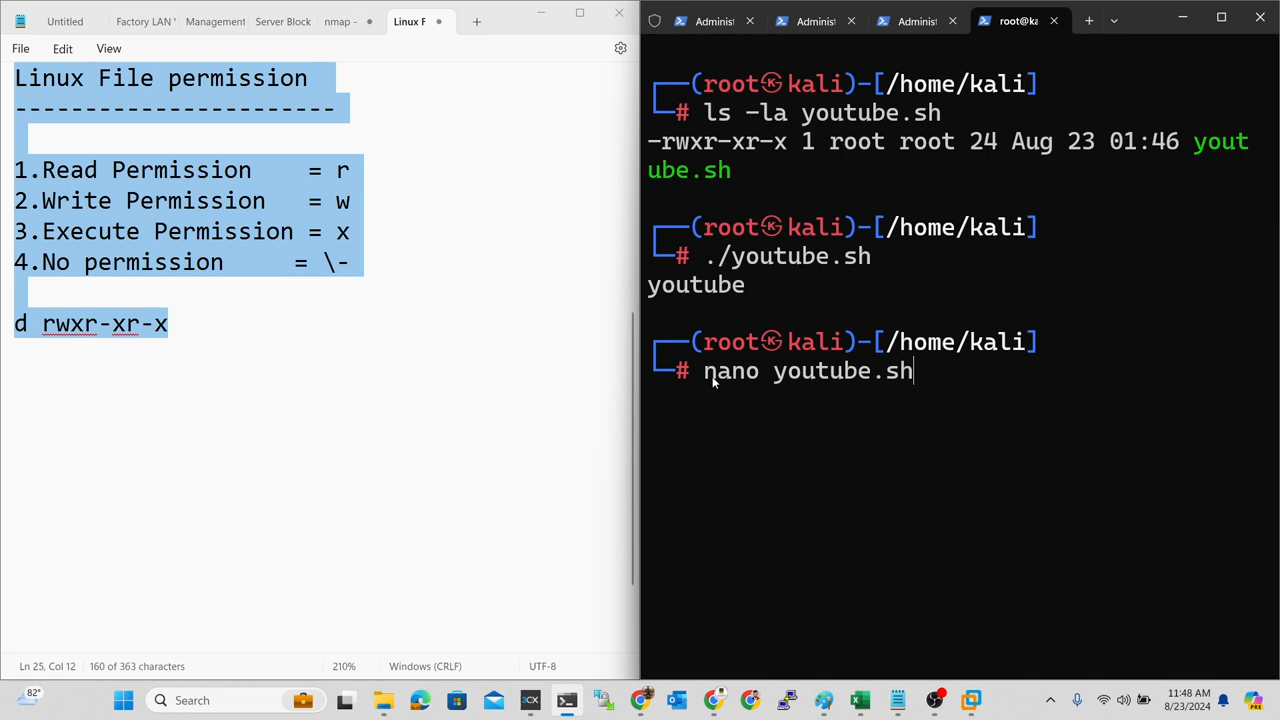 Untitled
Factory LAN
Management
Server Block
nmap -
Linux F
File
Edit
View
Linux File permission
-----------------------
1.Read Permission    = r
2.Write Permission   = w
3.Execute Permission = x
4.No permission     = \-
d rwxr-xr-x
Ln 25, Col 12
160 of 363 characters
210%
Windows (CRLF)
UTF-8
Administ
Administ
Administ
root@ka
┌──(root㉿kali)-[/home/kali]
└─# ls -la youtube.sh
-rwxr-xr-x 1 root root 24 Aug 23 01:46 yout
ube.sh
┌──(root㉿kali)-[/home/kali]
└─# ./youtube.sh
youtube
┌──(root㉿kali)-[/home/kali]
└─# nano youtube.sh
82°
Search
11:48 AM
8/23/2024
PRE